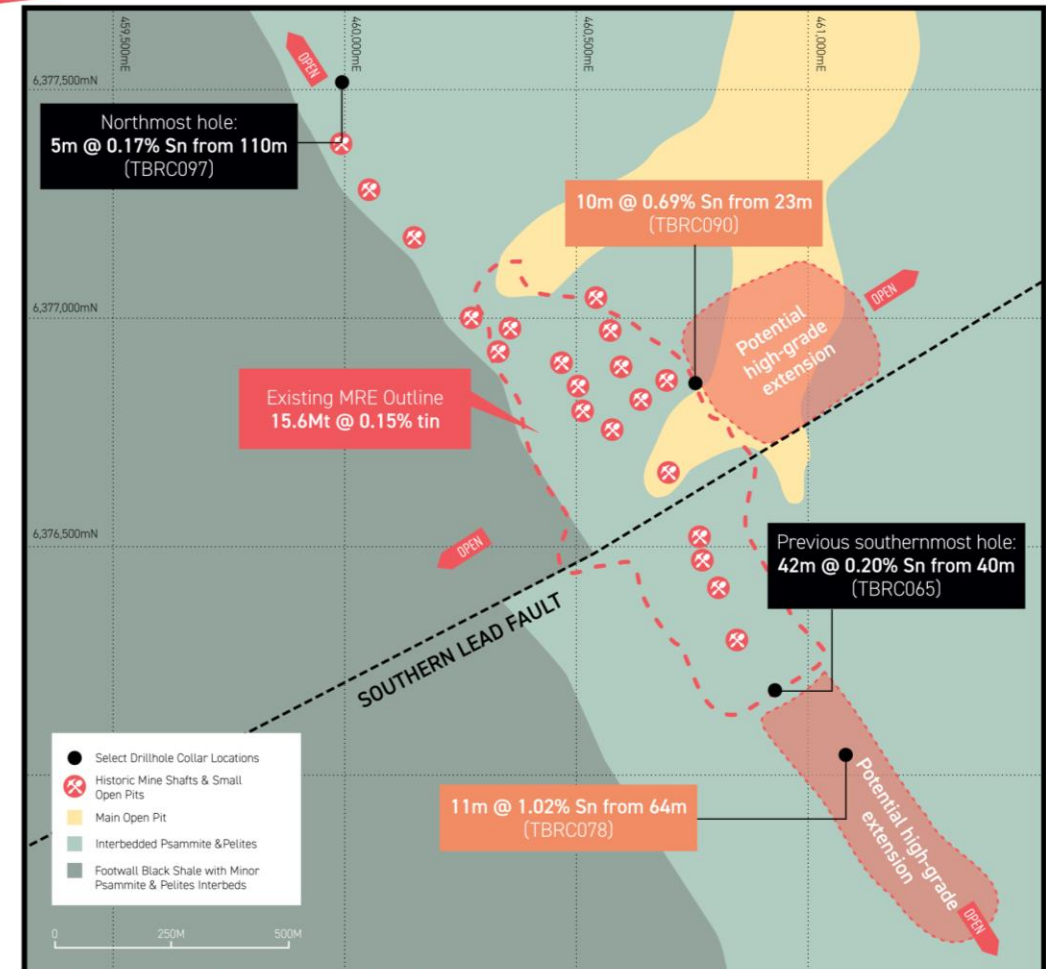 459,500mE
460,000mE
460,500mE
461,000mE
OPEN
6,377,500mN
Northmost hole:
5m @ 0.17% Sn from 110m
(TBRC097)
10m @ 0.69% Sn from 23m
(TBRC090)
OPEN
6,377,000mN
Potential
high-grade
extension
Existing MRE Outline
15.6Mt @ 0.15% tin
6,376,500mN
OPEN
Previous southernmost hole:
42m @ 0.20% Sn from 40m
(TBRC065)
SOUTHERN LEAD FAULT
Select Drillhole Collar Locations
Historic Mine Shafts & Small
Open Pits
Main Open Pit
Interbedded Psammite &Pelites
Footwall Black Shale with Minor
Psammite & Pelites Interbeds
11m @ 1.02% Sn from 64m
(TBRC078)
Potential high-grade
extension
OPEN
0
250M
500M